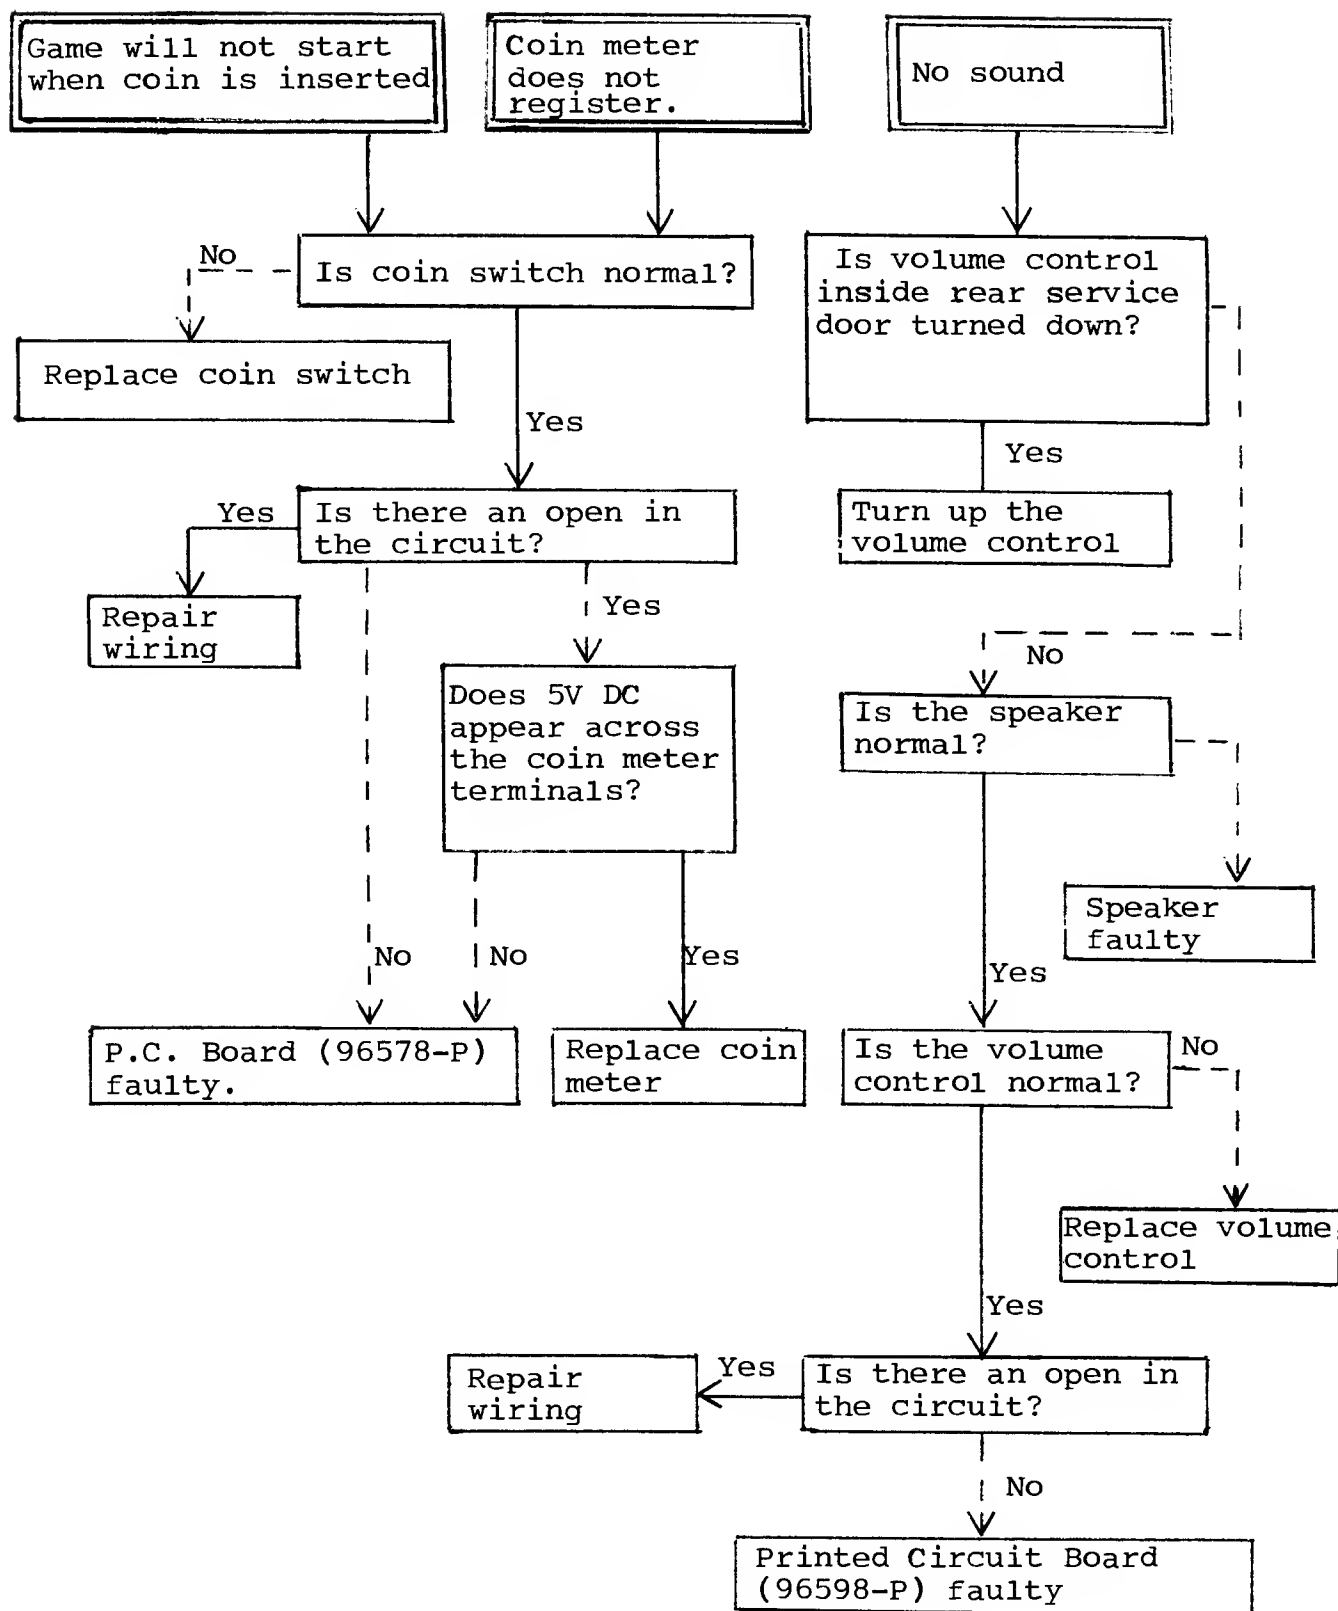 Game will not start
when coin is inserted
Coin meter
does not
register.
No sound
No
Is coin switch normal?
Is volume control
inside rear service
door turned down?
Replace coin switch
Yes
Yes
Yes
Is there an open in
the circuit?
Turn up the
volume control
Repair
wiring
Yes
No
Does 5V DC
appear across
the coin meter
terminals?
Is the speaker
normal?
Speaker
faulty
No
No
Yes
Yes
P.C. Board (96578-P)
faulty.
Replace coin
meter
Is the volume
control normal?
No
Replace volume
control
Yes
Repair
wiring
Yes
Is there an open in
the circuit?
No
Printed Circuit Board
(96598-P) faulty